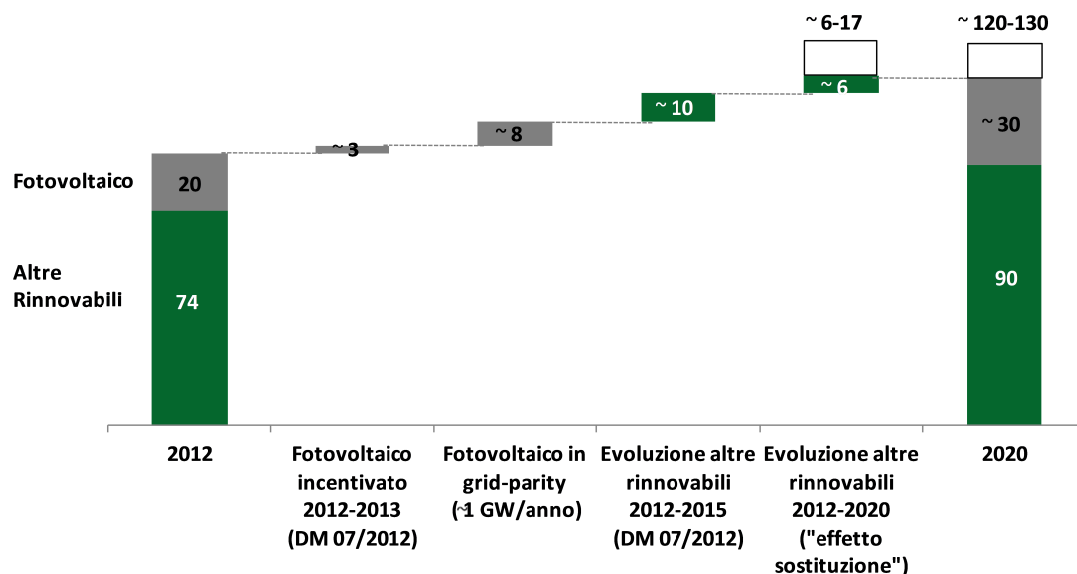 ~ 6-17
~ 120-130
~ 6
~ 10
~ 8
~ 3
~ 30
Fotovoltaico
20
Altre
Rinnovabili
74
90
2012
Fotovoltaico
incentivato
2012-2013
(DM 07/2012)
Fotovoltaico in
grid-parity
(~1 GW/anno)
Evoluzione altre
rinnovabili
2012-2015
(DM 07/2012)
Evoluzione altre
rinnovabili
2012-2020
("effetto
sostituzione")
2020